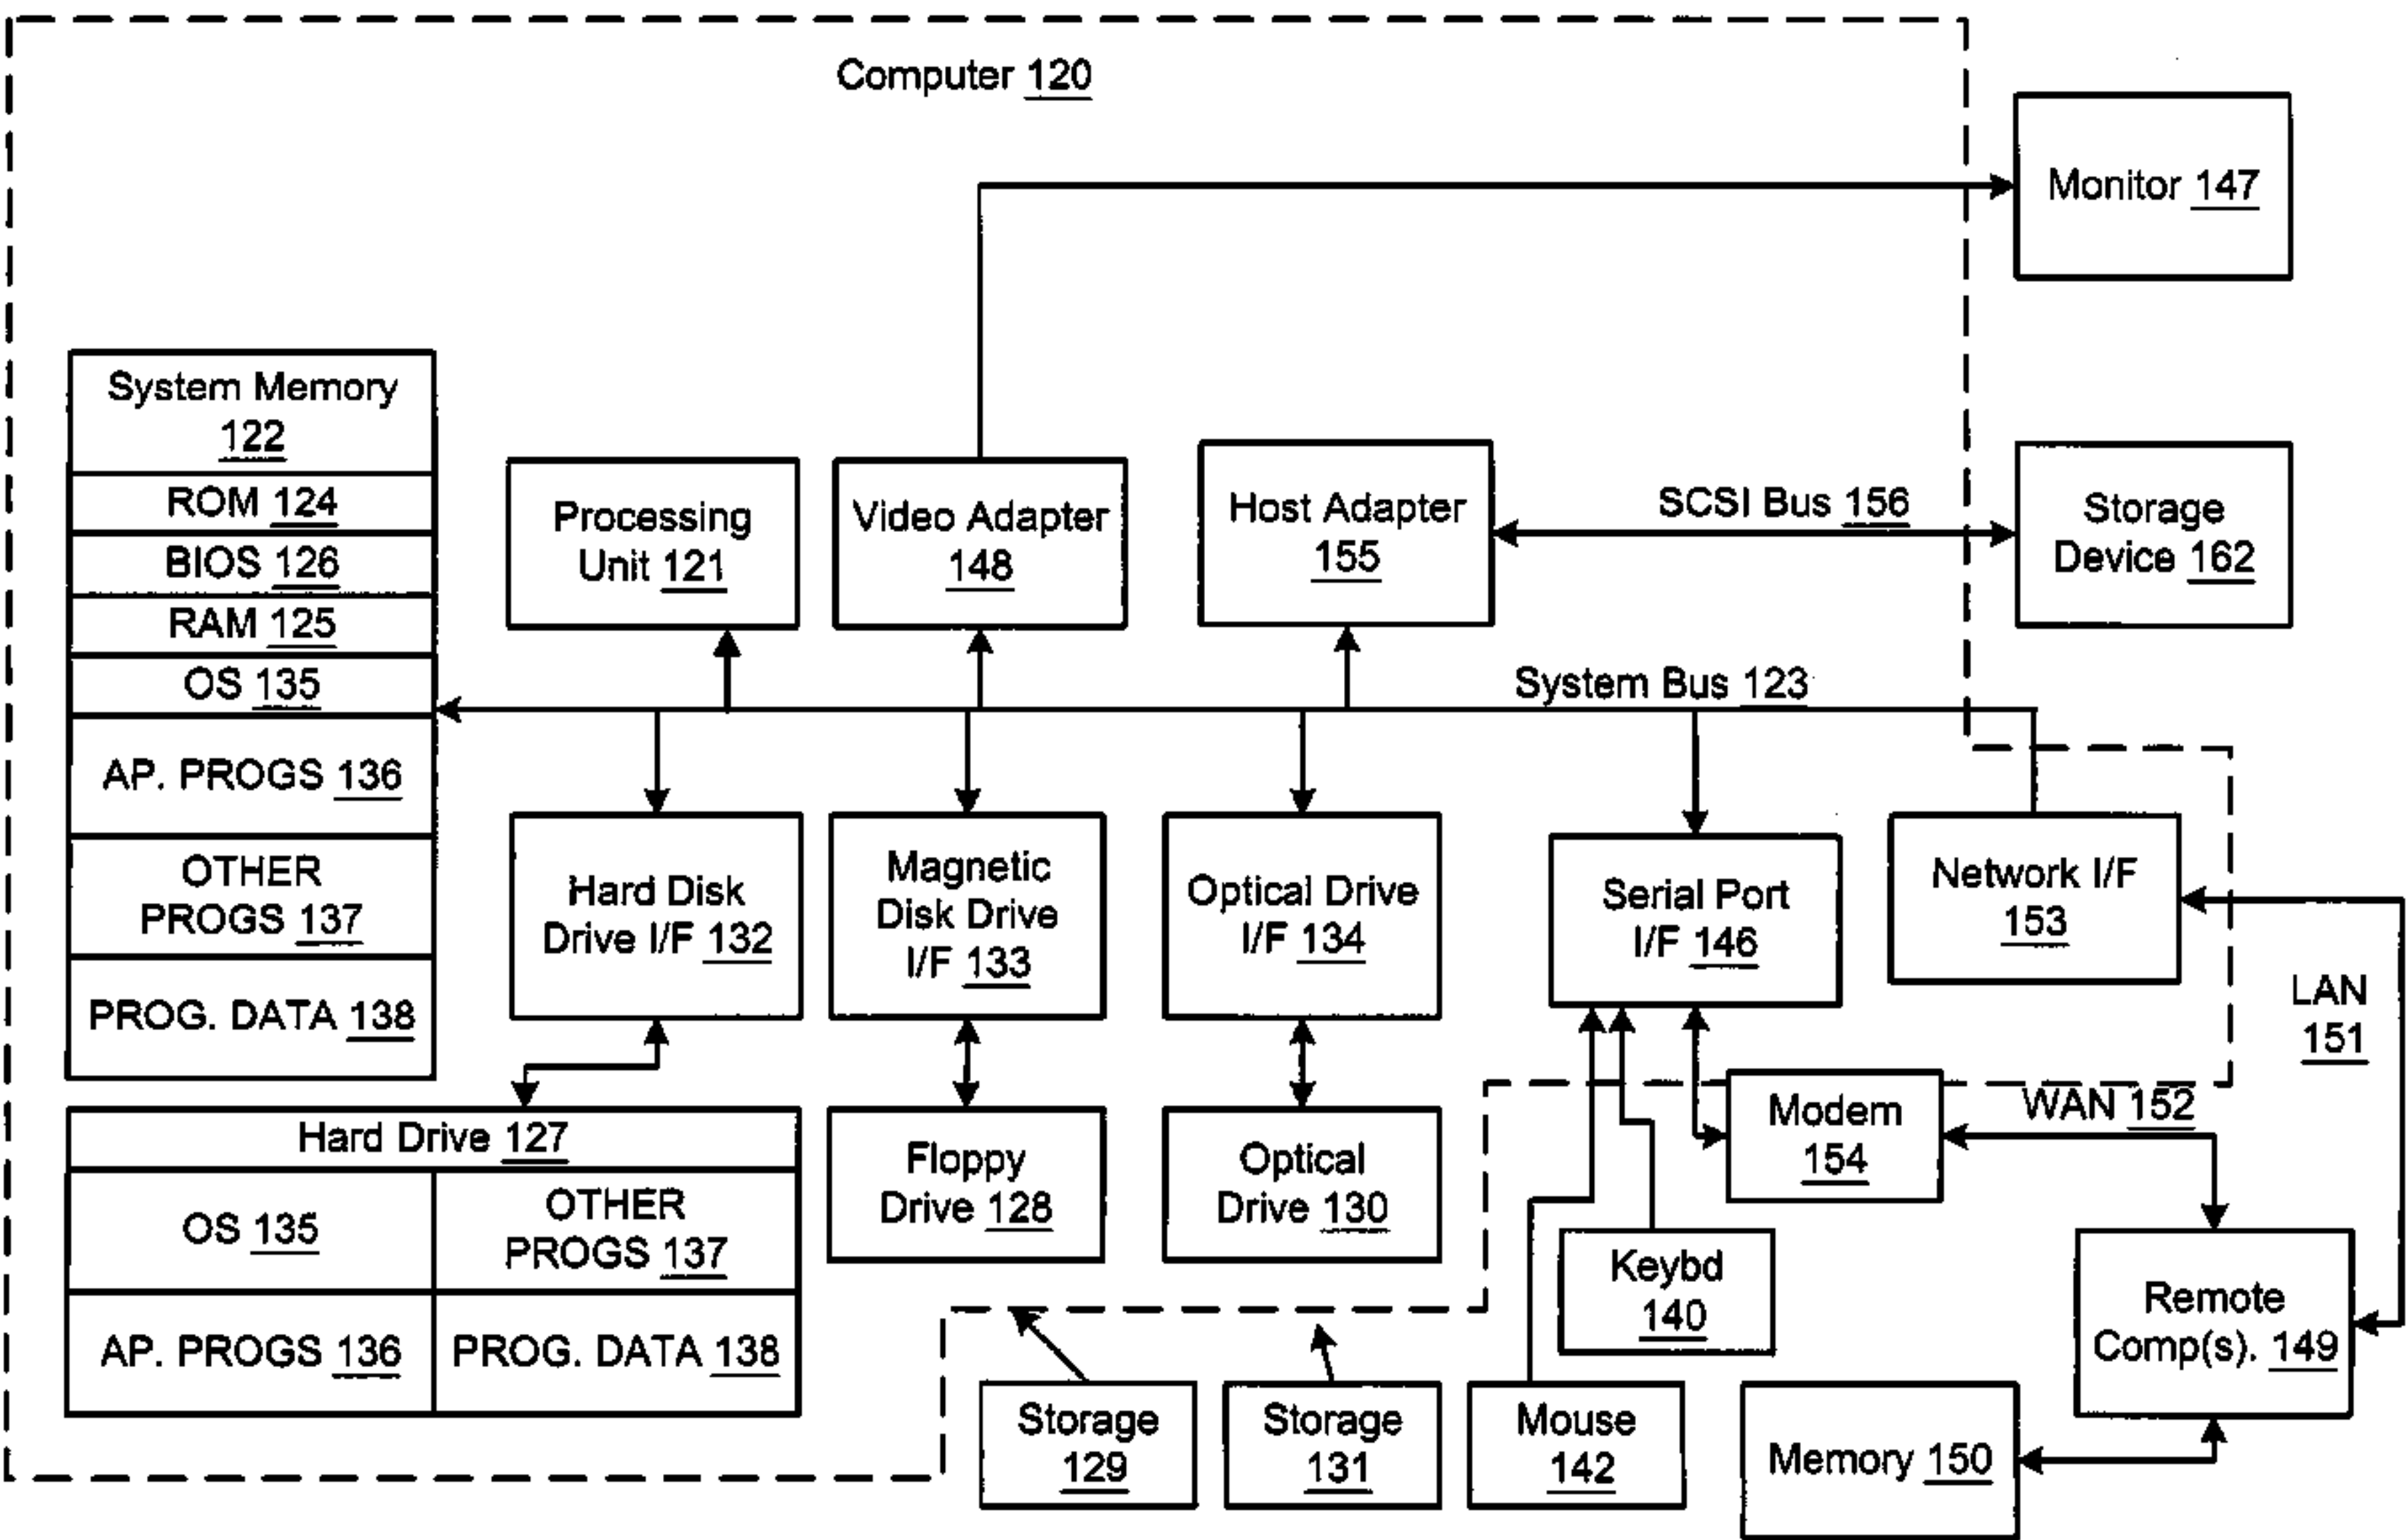 Computer 120
Monitor 147
System Memory
122
ROM 124
BIOS 126
RAM 125
OS 135
AP. PROGS 136
OTHER
PROGS 137
PROG. DATA 138
Processing
Unit 121
Video Adapter
148
Host Adapter
155
SCSI Bus 156
Storage
Device 162
System Bus 123
Hard Disk
Drive I/F 132
Magnetic
Disk Drive
I/F 133
Optical Drive
I/F 134
Serial Port
I/F 146
Network I/F
153
LAN
151
Hard Drive 127
OS 135
OTHER
PROGS 137
AP. PROGS 136
PROG. DATA 138
Floppy
Drive 128
Optical
Drive 130
Modem
154
WAN 152
Keybd
140
Remote
Comp(s). 149
Storage
129
Storage
131
Mouse
142
Memory 150